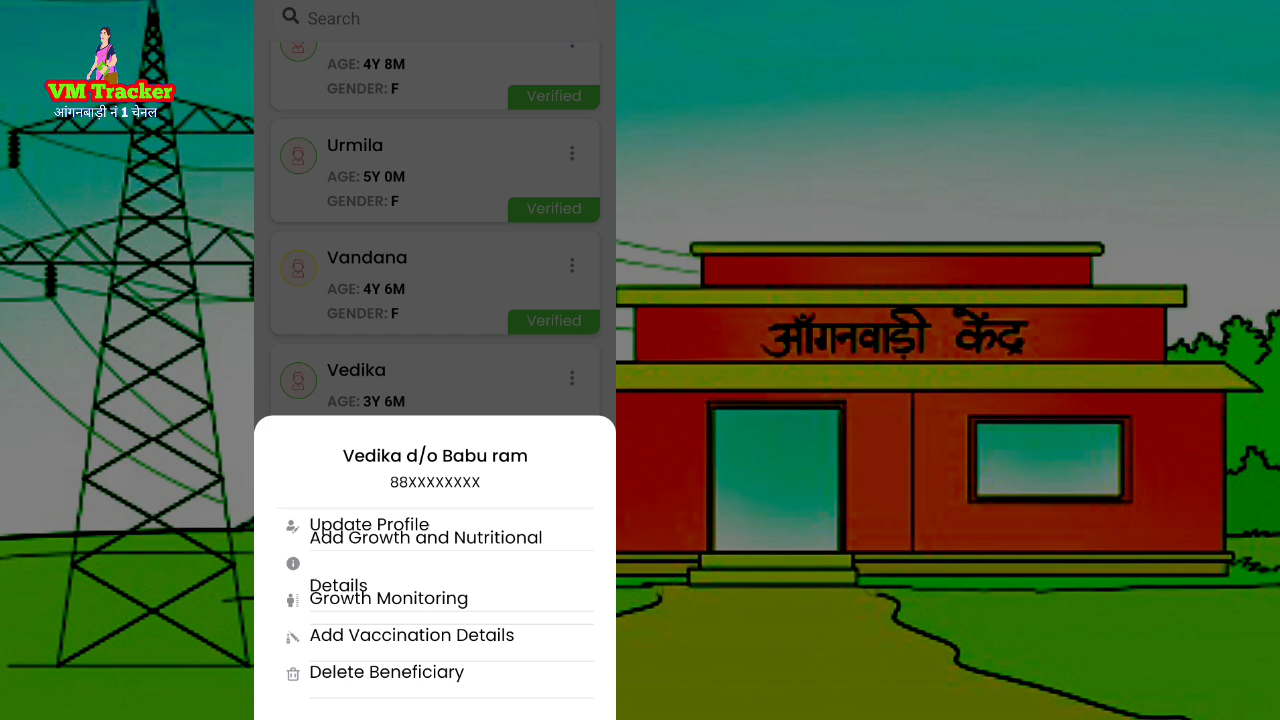 VM Tracker
आंगनबाड़ी नं 1 चेनल
Search
AGE: 4Y 8M
GENDER: F
Verified
Urmila
AGE: 5Y 0M
GENDER: F
Verified
Vandana
AGE: 4Y 6M
GENDER: F
Verified
Vedika
AGE: 3Y 6M
Vedika d/o Babu ram
88XXXXXXXX
Update Profile
Add Growth and Nutritional
Details
Growth Monitoring
Add Vaccination Details
Delete Beneficiary
आँगनवाड़ी केंद्र